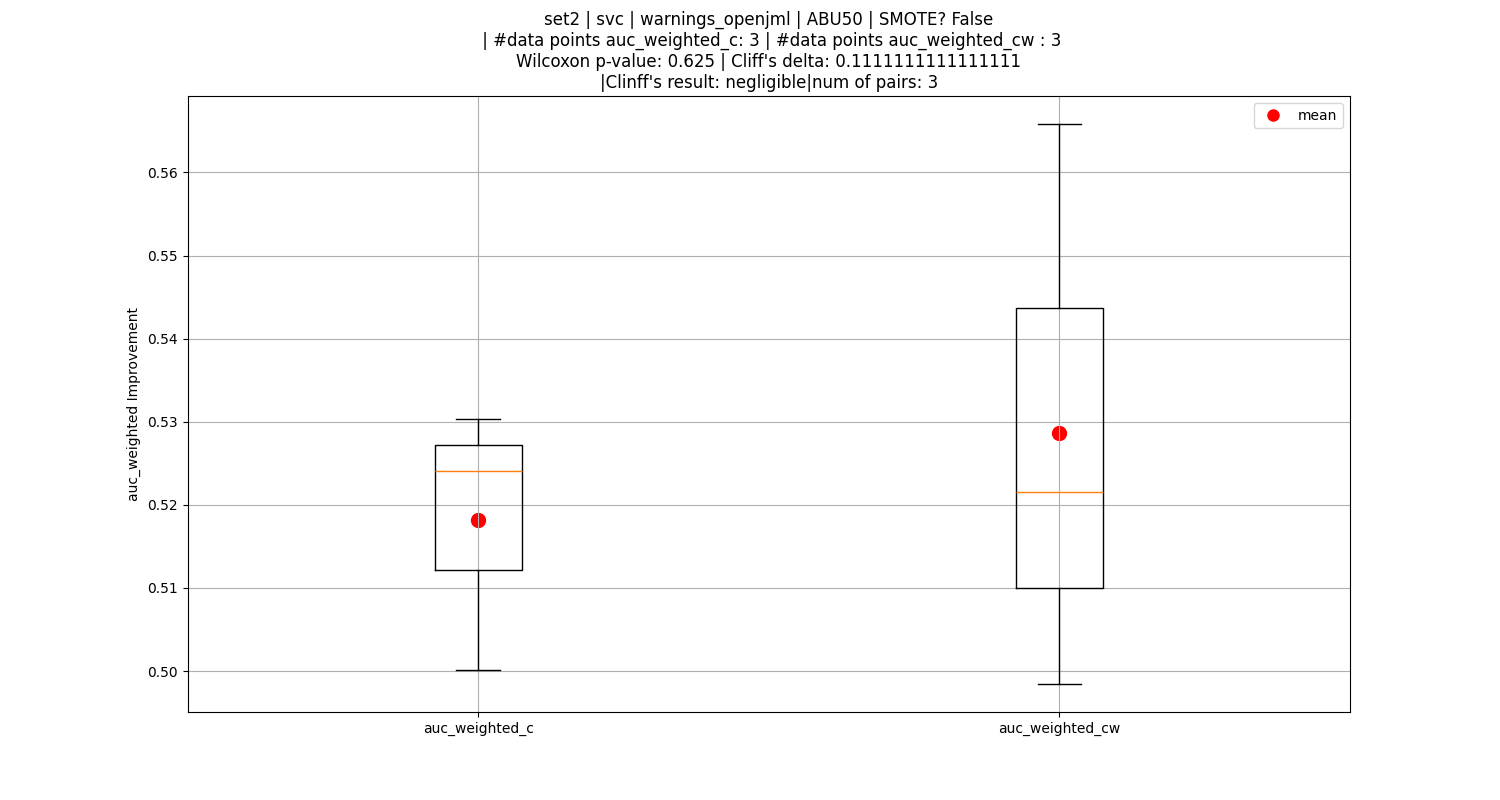 set2 | svc | warnings_openjml | ABU50 | SMOTE? False
| #data points auc_weighted_c: 3 | #data points auc_weighted_cw : 3
Wilcoxon p-value: 0.625 | Cliff's delta: 0.1111111111111111
|Clinff's result: negligible|num of pairs: 3
mean
0.56
0.55
0.54
0.53
0.52
0.51
0.50
auc_weighted Improvement
auc_weighted_c
auc_weighted_cw